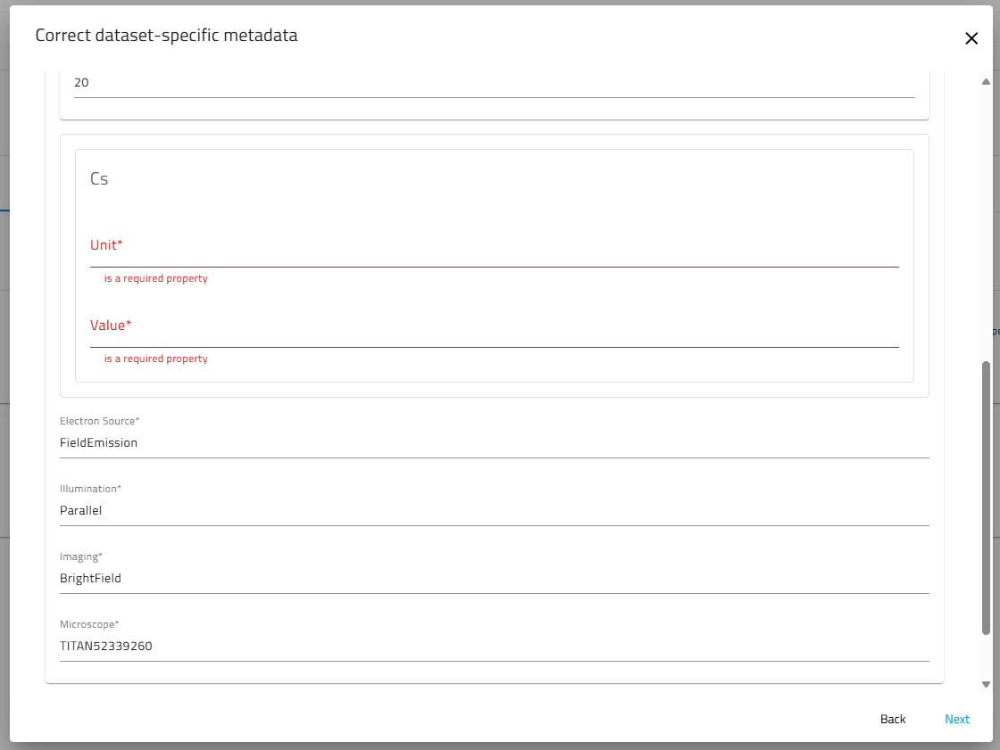 Correct dataset-specific metadata
20
Cs
Unit*
is a required property
Value*
is a required property
Electron Source*
FieldEmission
Illumination*
Parallel
Imaging*
BrightField
Microscope*
TITAN52339260
Back
Next